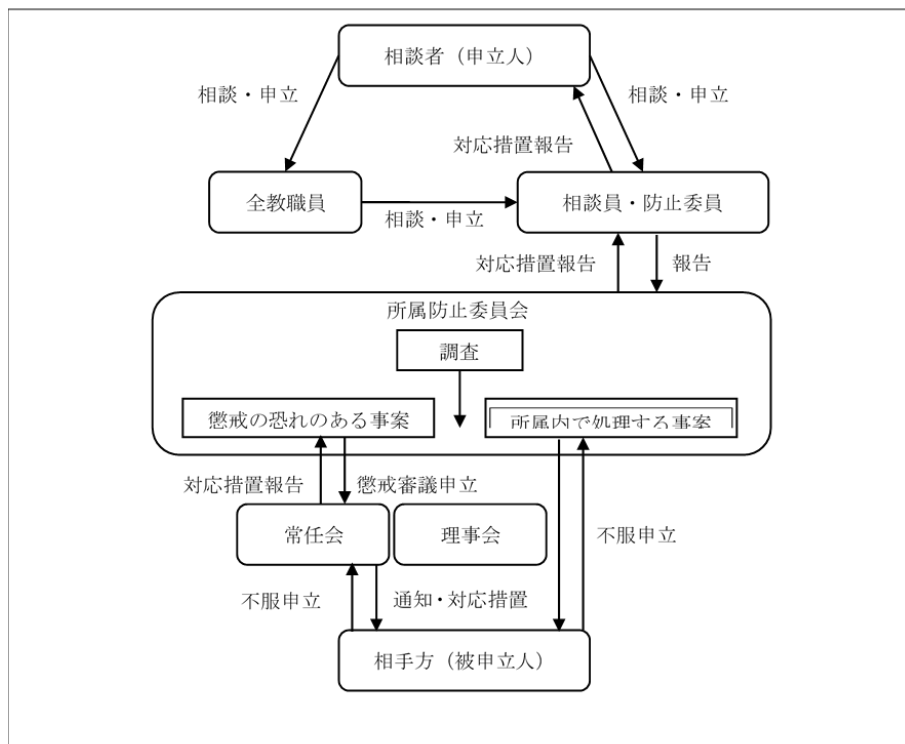 相談者（申立人）
相談・申立
相談・申立
対応措置報告
全教職員
相談員・防止委員
相談・申立
対応措置報告
報告
所属防止委員会
調査
懲戒の恐れのある事案
所属内で処理する事案
対応措置報告
懲戒審議申立
常任会
理事会
不服申立
不服申立
通知・対応措置
相手方（被申立人）